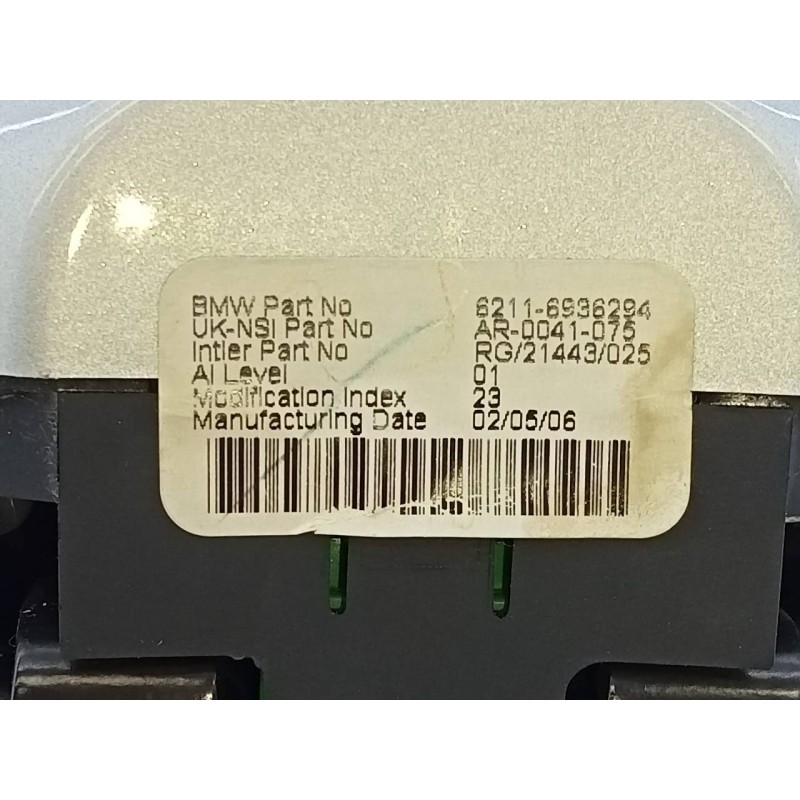 BMW Part No 6211-6936294
UK-NSI Part No AR-0041-075
Intler Part No RG/21443/025
AI Level 01
Modification Index 23
Manufacturing Date 02/05/06